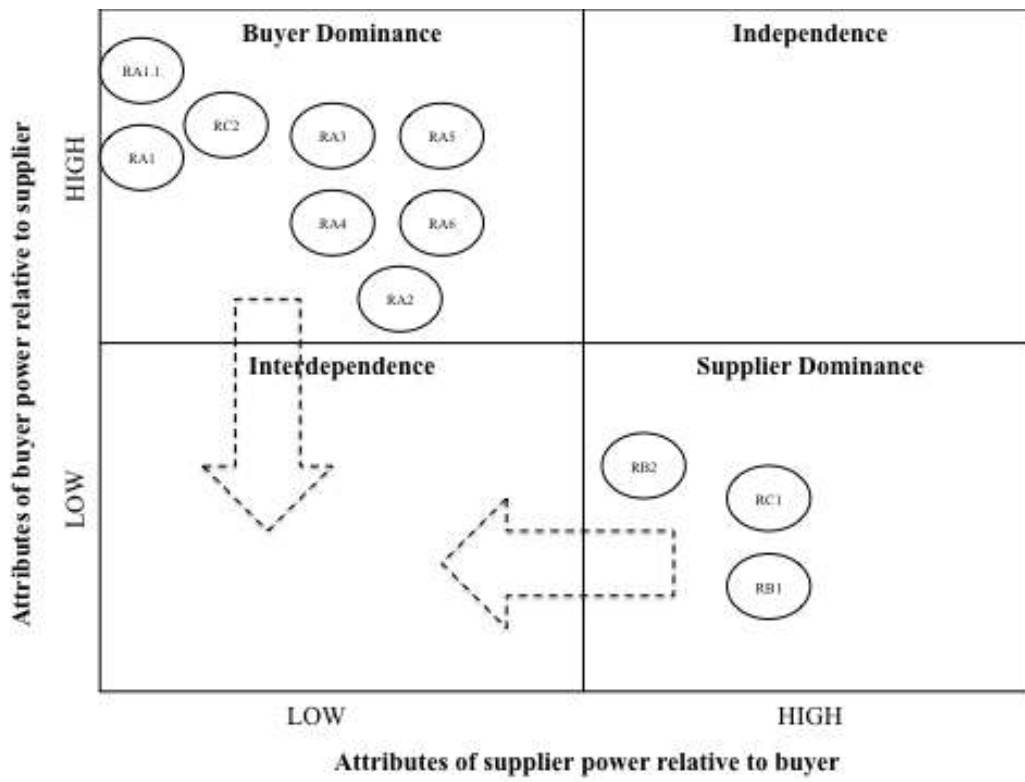 Buyer Dominance
Independence
RA1.1
RC2
RA3
RA5
RA1
RA4
RA6
RA2
Interdependence
Supplier Dominance
RB2
RC1
RB1
Attributes of buyer power relative to supplier
HIGH
LOW
LOW
HIGH
Attributes of supplier power relative to buyer